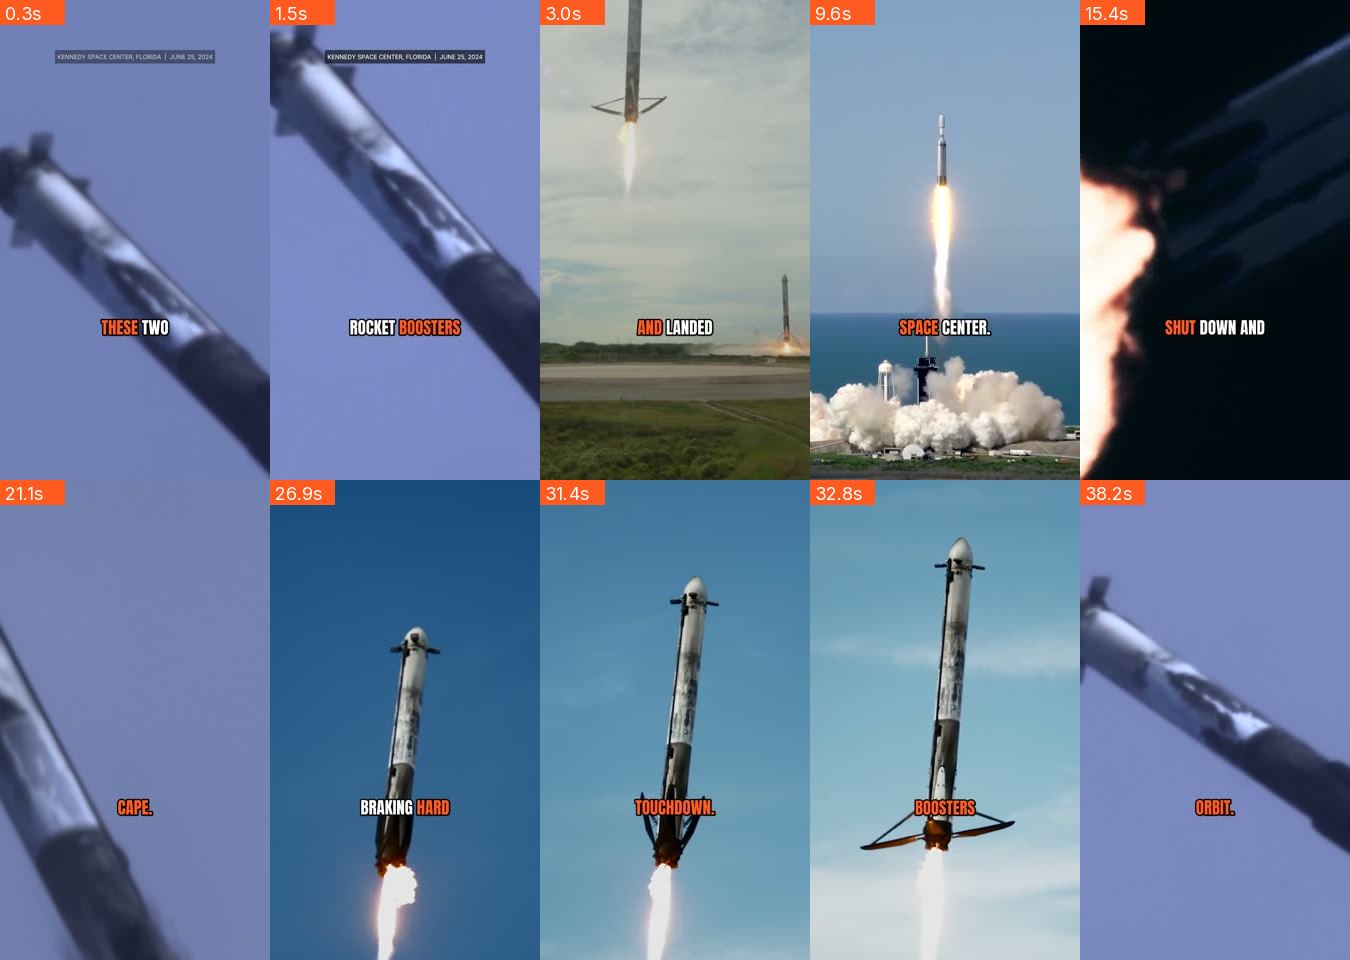 0.3s
KENNEDY SPACE CENTER, FLORIDA | JUNE 25, 2024
THESE TWO
1.5s
KENNEDY SPACE CENTER, FLORIDA | JUNE 25, 2024
ROCKET BOOSTERS
3.0s
AND LANDED
9.6s
SPACE CENTER.
15.4s
SHUT DOWN AND
21.1s
CAPE.
26.9s
BRAKING HARD
31.4s
TOUCHDOWN.
32.8s
BOOSTERS
38.2s
ORBIT.